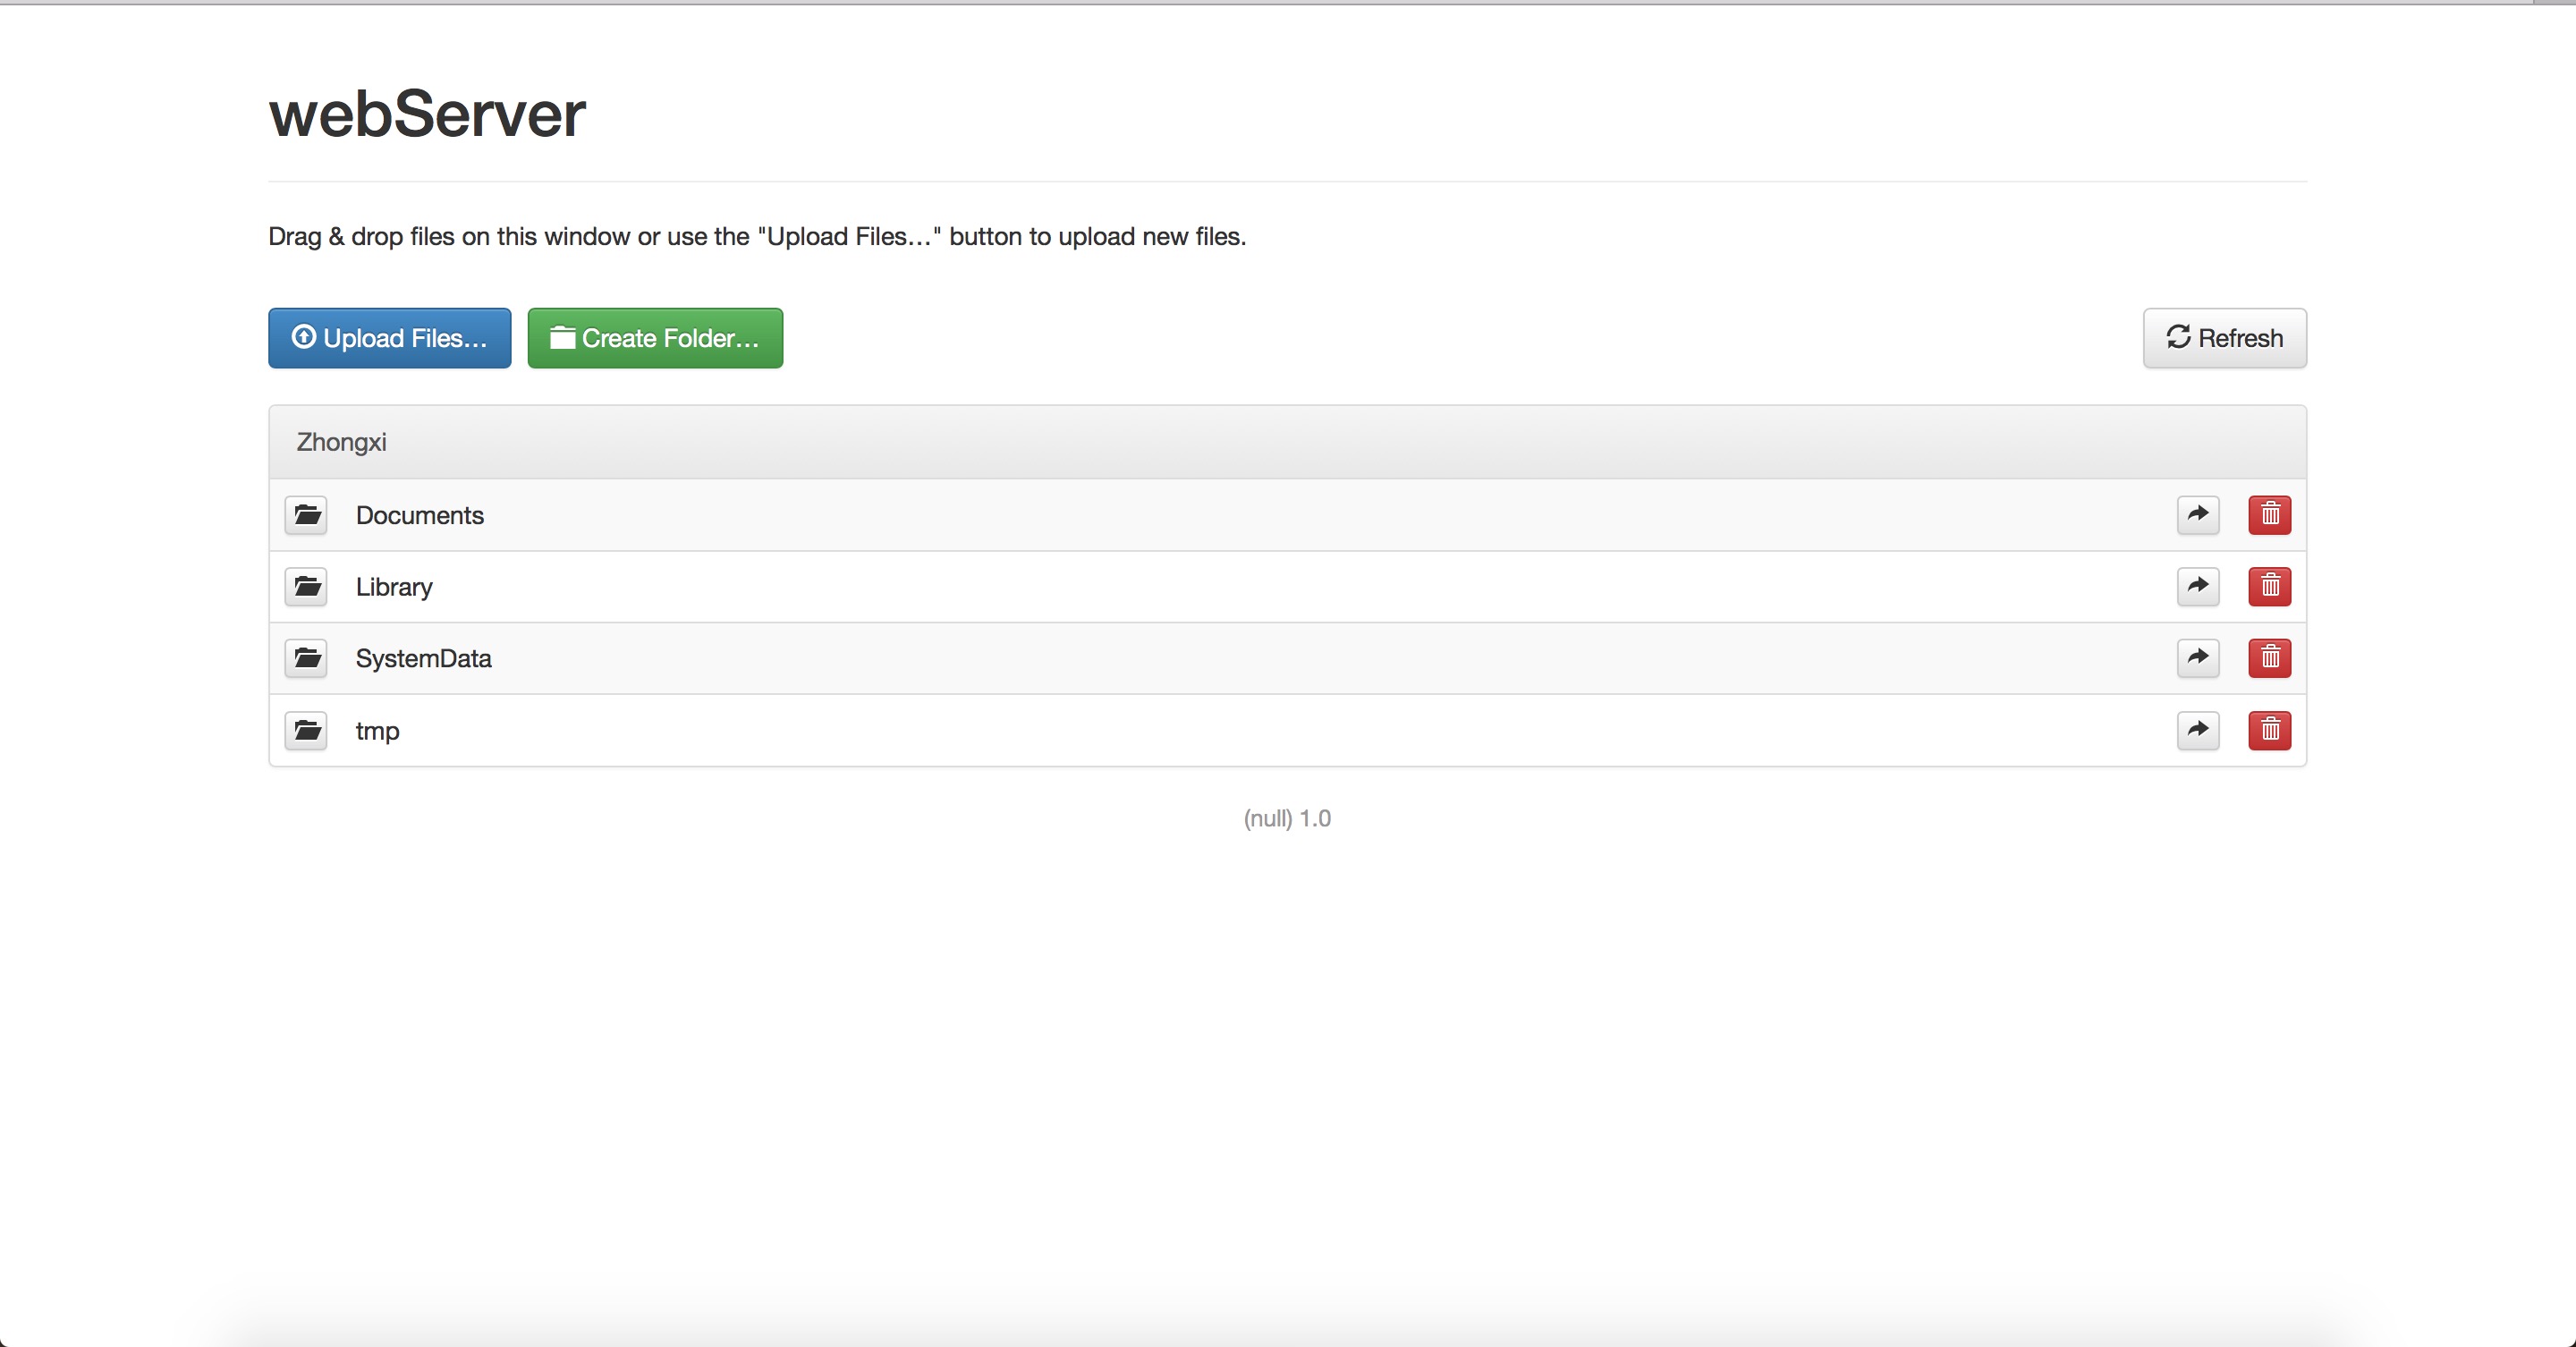 webServer
Drag & drop files on this window or use the "Upload Files…" button to upload new files.
Upload Files…
Create Folder…
Refresh
Zhongxi
Documents
Library
SystemData
tmp
(null) 1.0